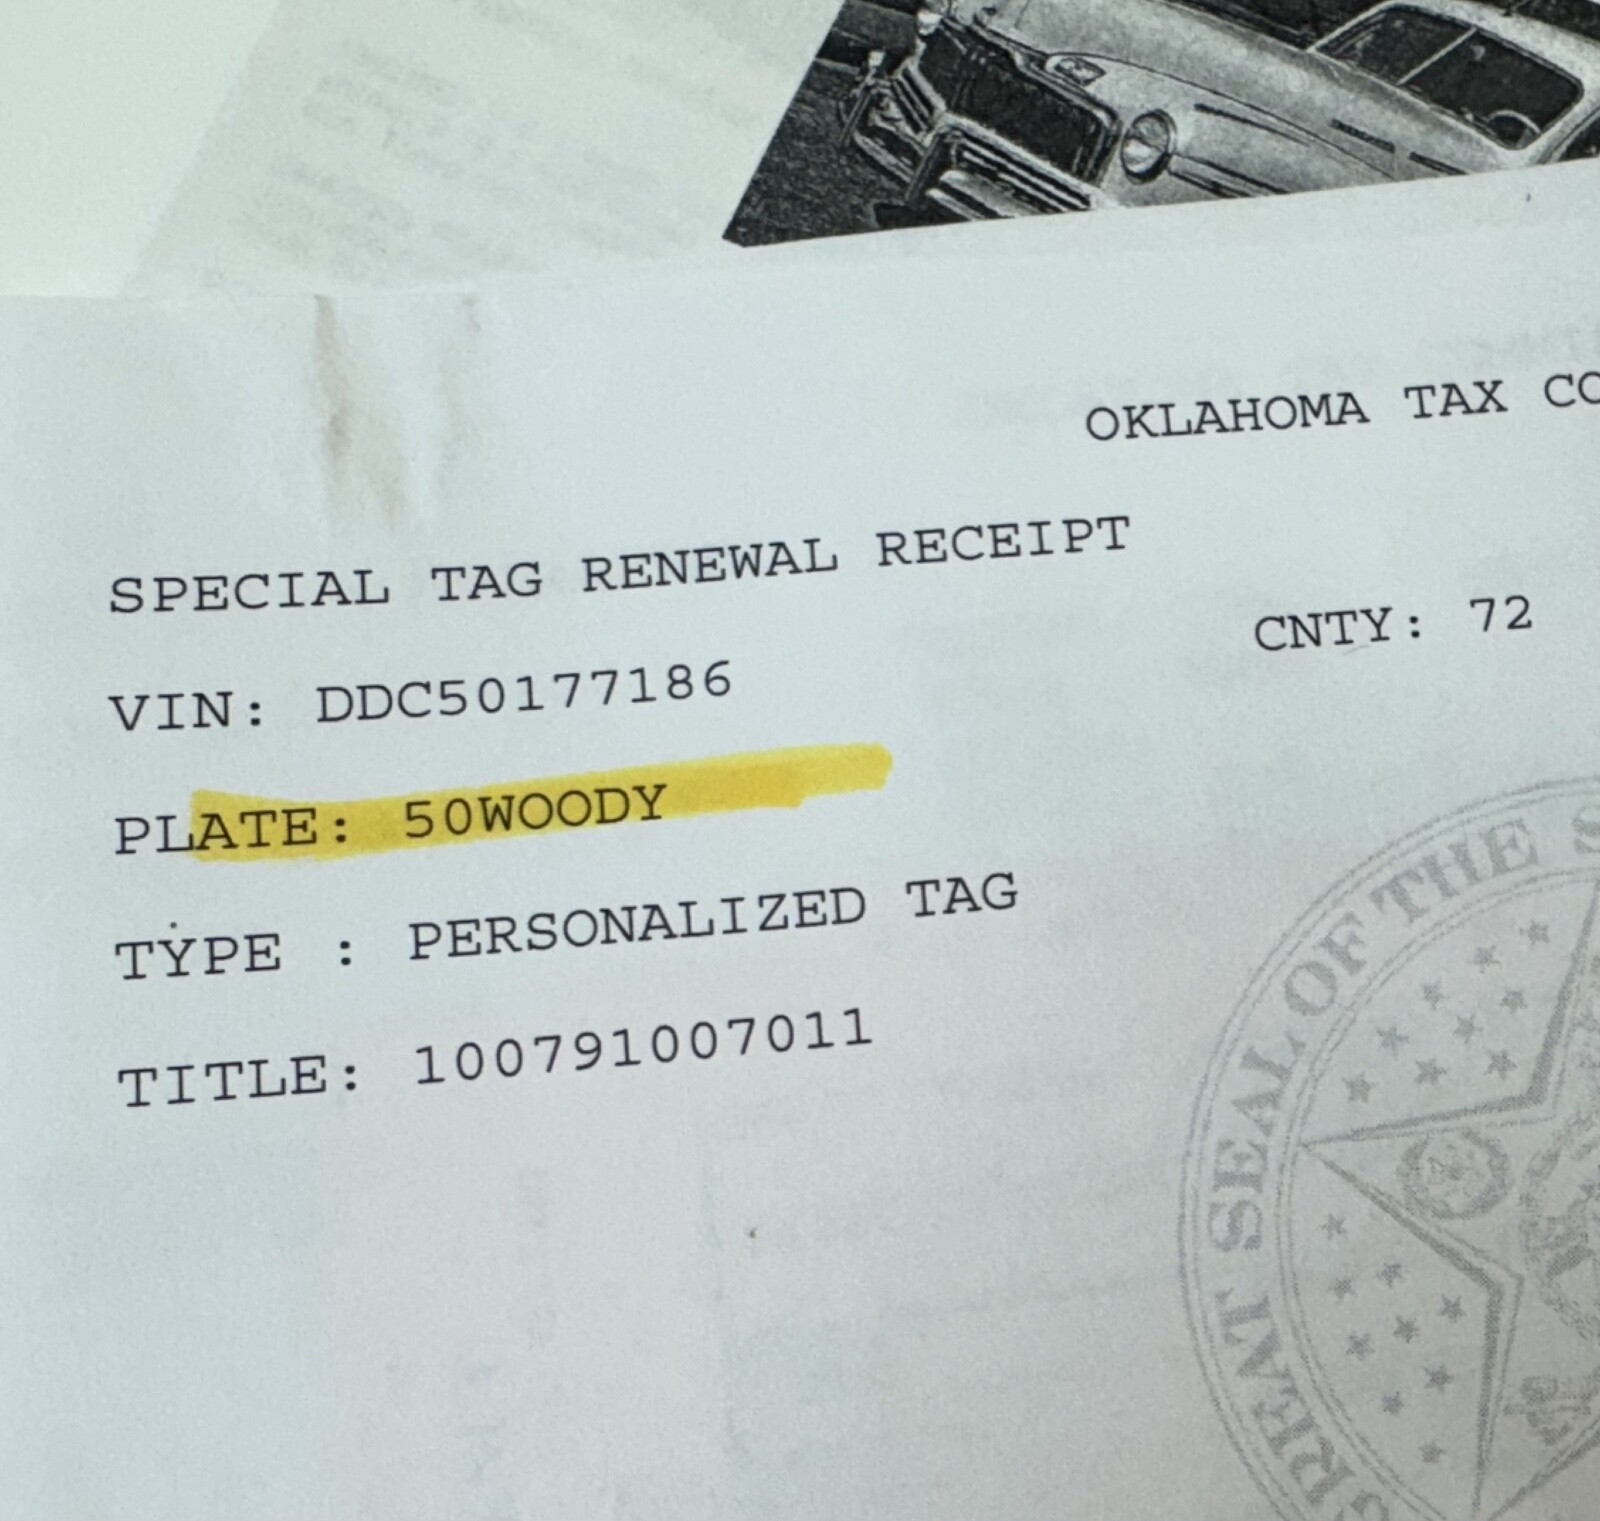 OKLAHOMA TAX CO
SPECIAL TAG RENEWAL RECEIPT
CNTY: 72
VIN: DDC50177186
PLATE: 50WOODY
TYPE : PERSONALIZED TAG
TITLE: 100791007011
GREAT SEAL OF THE S